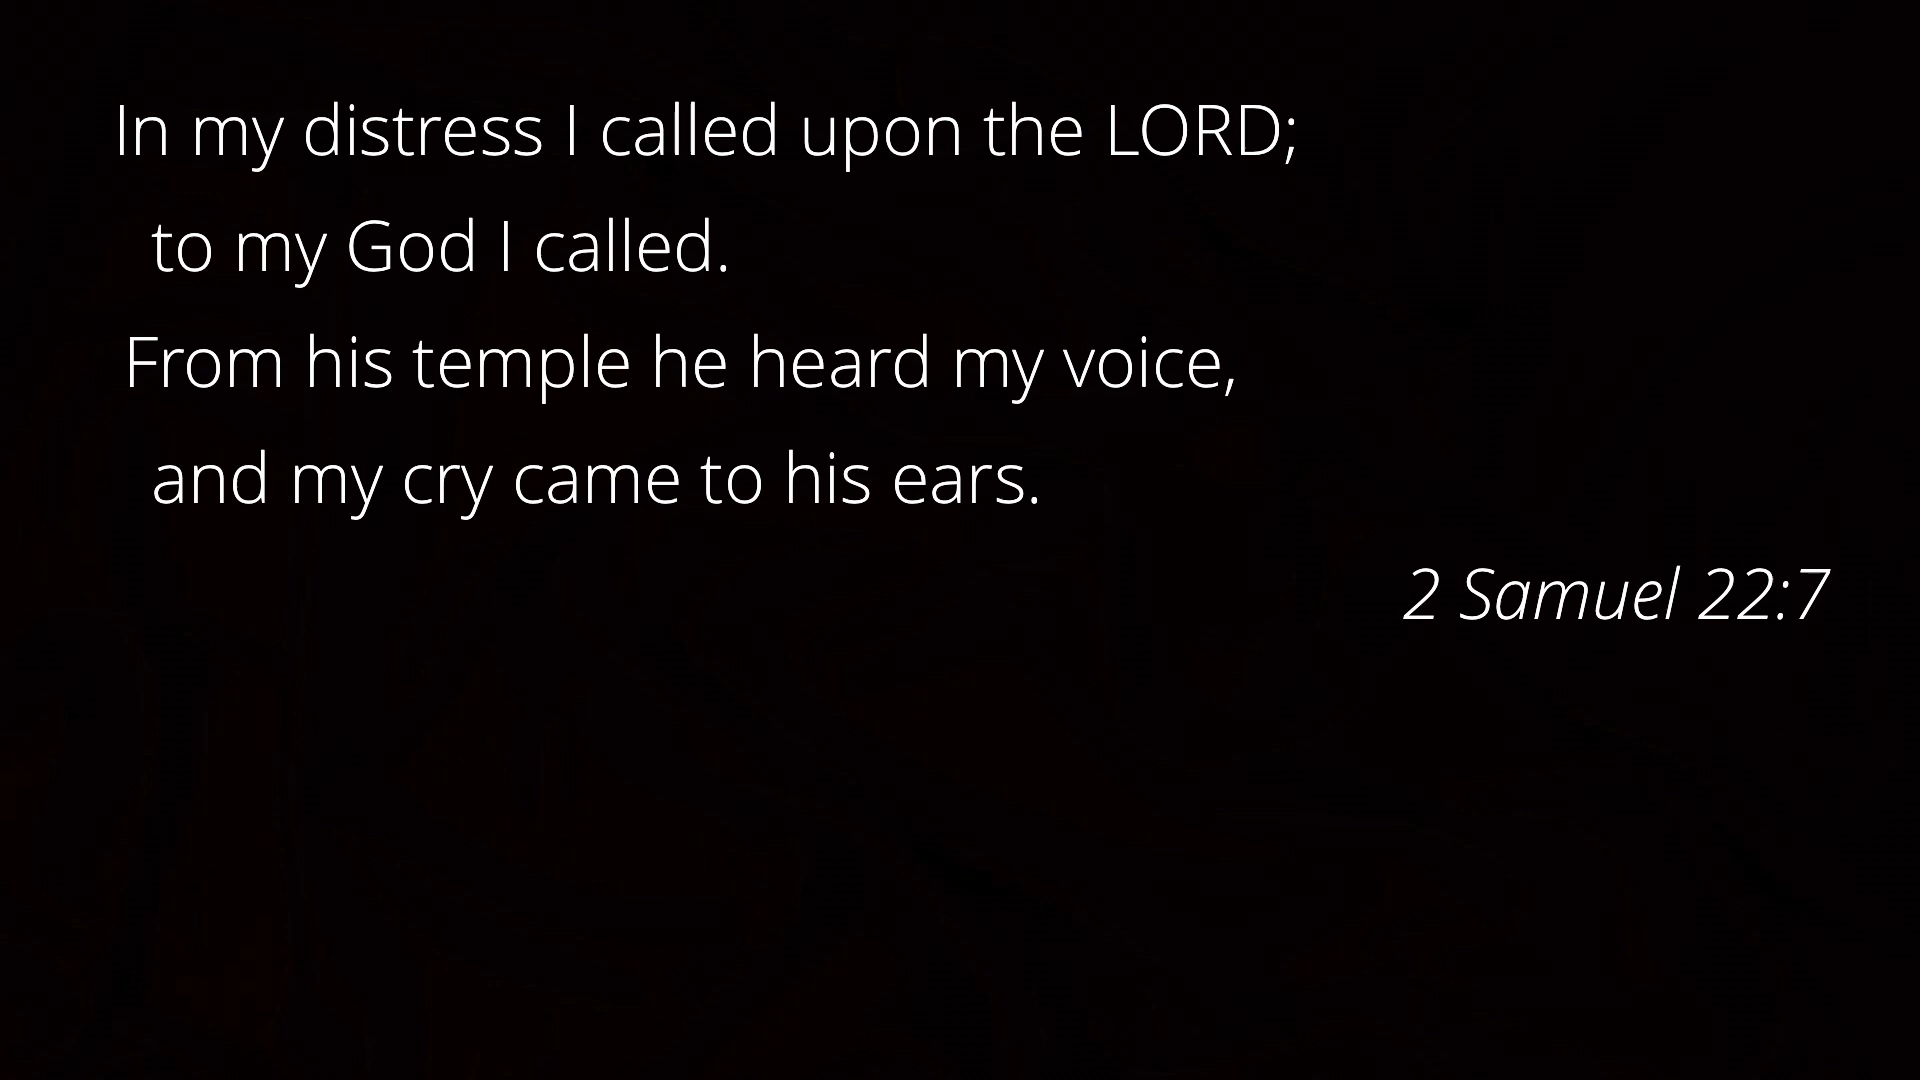 In my distress I called upon the LORD;
to my God I called.
From his temple he heard my voice,
and my cry came to his ears.
2 Samuel 22:7